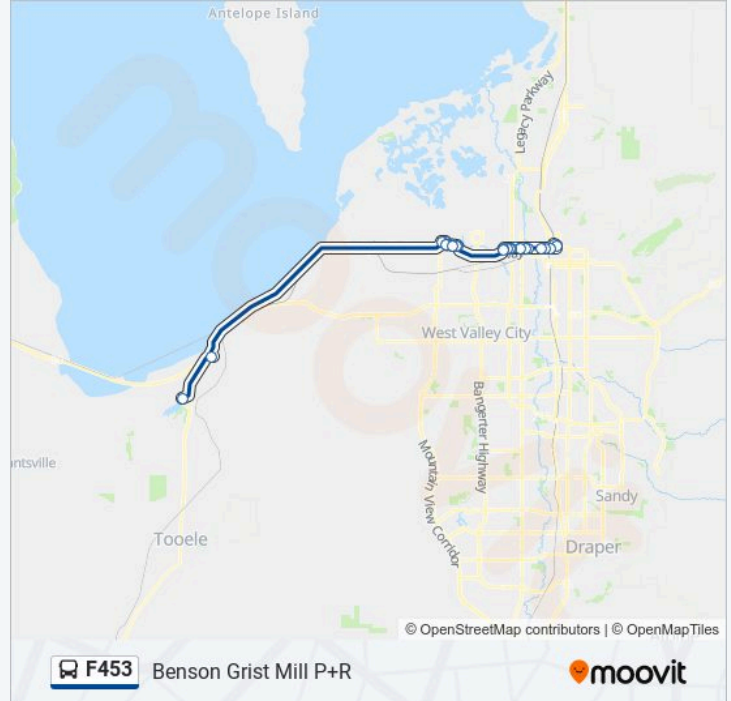 Antelope Island
Legacy Parkway
West Valley City
Bangerter Highway
Mountain View Corridor
ntsville
Sandy
Tooele
Draper
© OpenStreetMap contributors | © OpenMapTiles
F453 Benson Grist Mill P+R
moovit